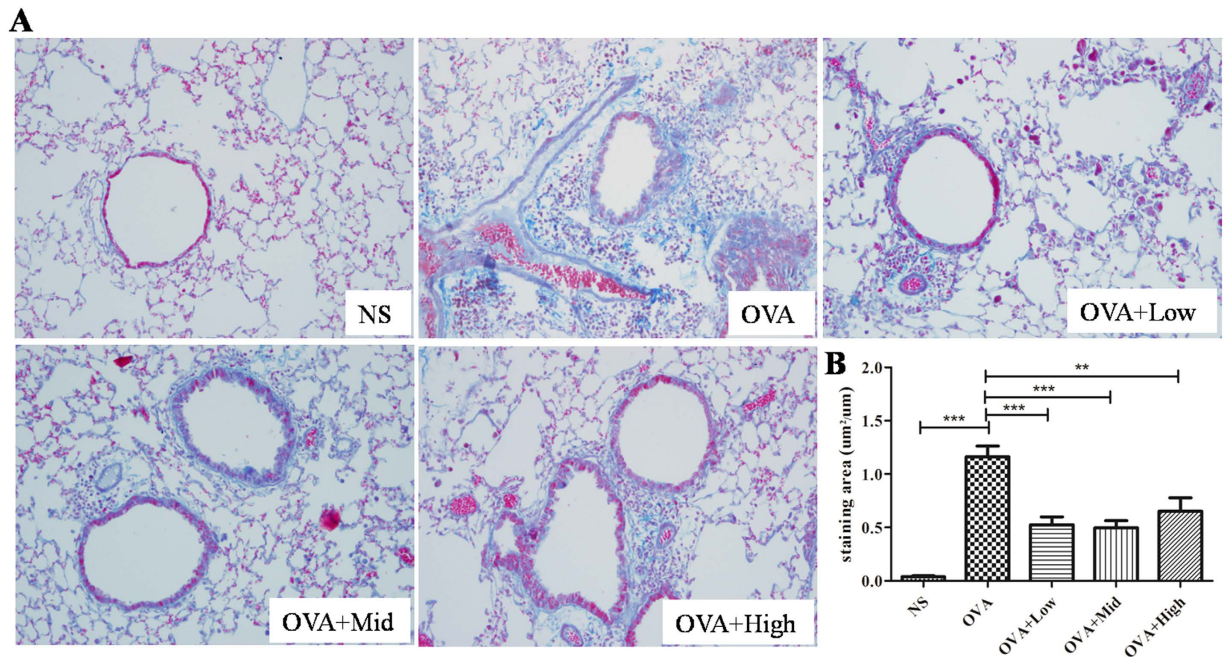 A
NS
OVA
OVA+Low
OVA+Mid
OVA+High
B
staining area (um²/um)
2.0
1.5
1.0
0.5
0.0
**
***
***
***
NS
OVA
OVA+Low
OVA+Mid
OVA+High